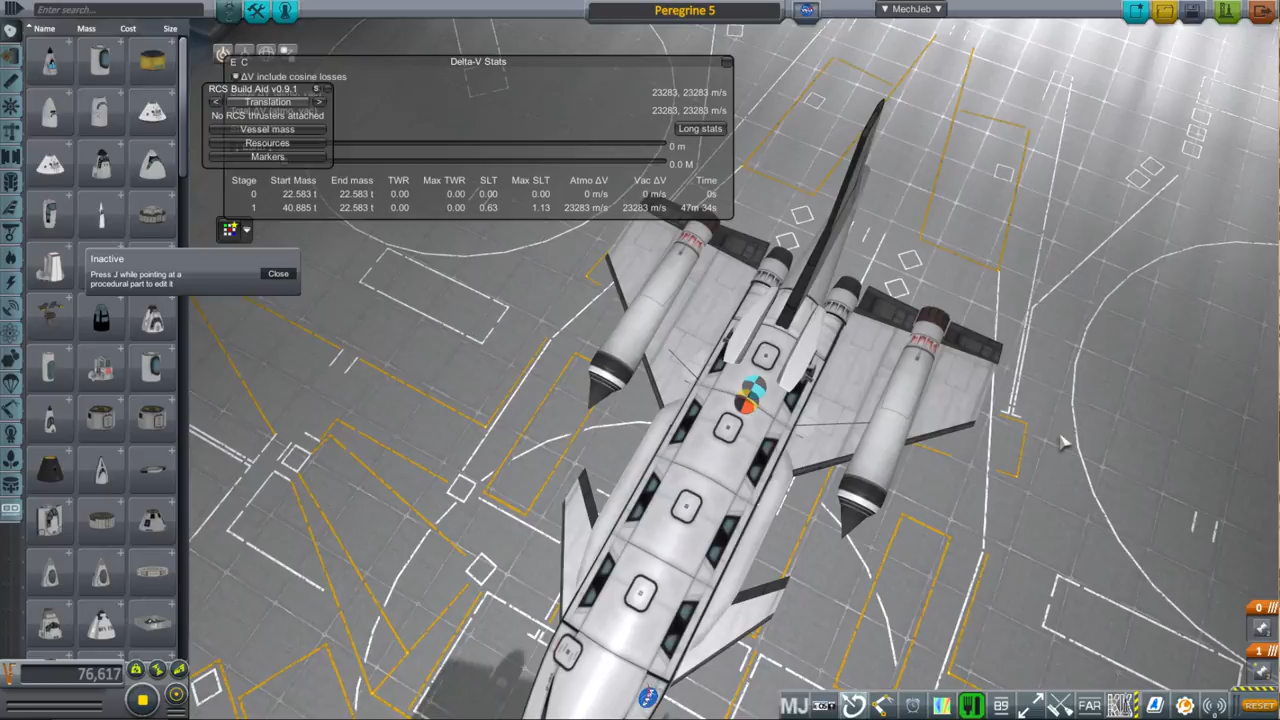 Enter search...
Peregrine 5
▼ MechJeb ▼
Name Mass Cost Size
E C Delta-V Stats
ΔV include cosine losses
RCS Build Aid v0.9.1 S
23283, 23283 m/s
< Translation >
23283, 23283 m/s
No RCS thrusters attached
Vessel mass
Long stats
Resources
0 m
Markers
0.0 M
Stage Start Mass End mass TWR Max TWR SLT Max SLT Atmo ΔV Vac ΔV Time
0 22.583 t 22.583 t 0.00 0.00 0.00 0.00 0 m/s 0 m/s 0s
1 40.885 t 22.583 t 0.00 0.00 0.63 1.13 23283 m/s 23283 m/s 47m 34s
Inactive
Press J while pointing at a
procedural part to edit it
Close
0
1
76,617
MJ
FAR
RESET